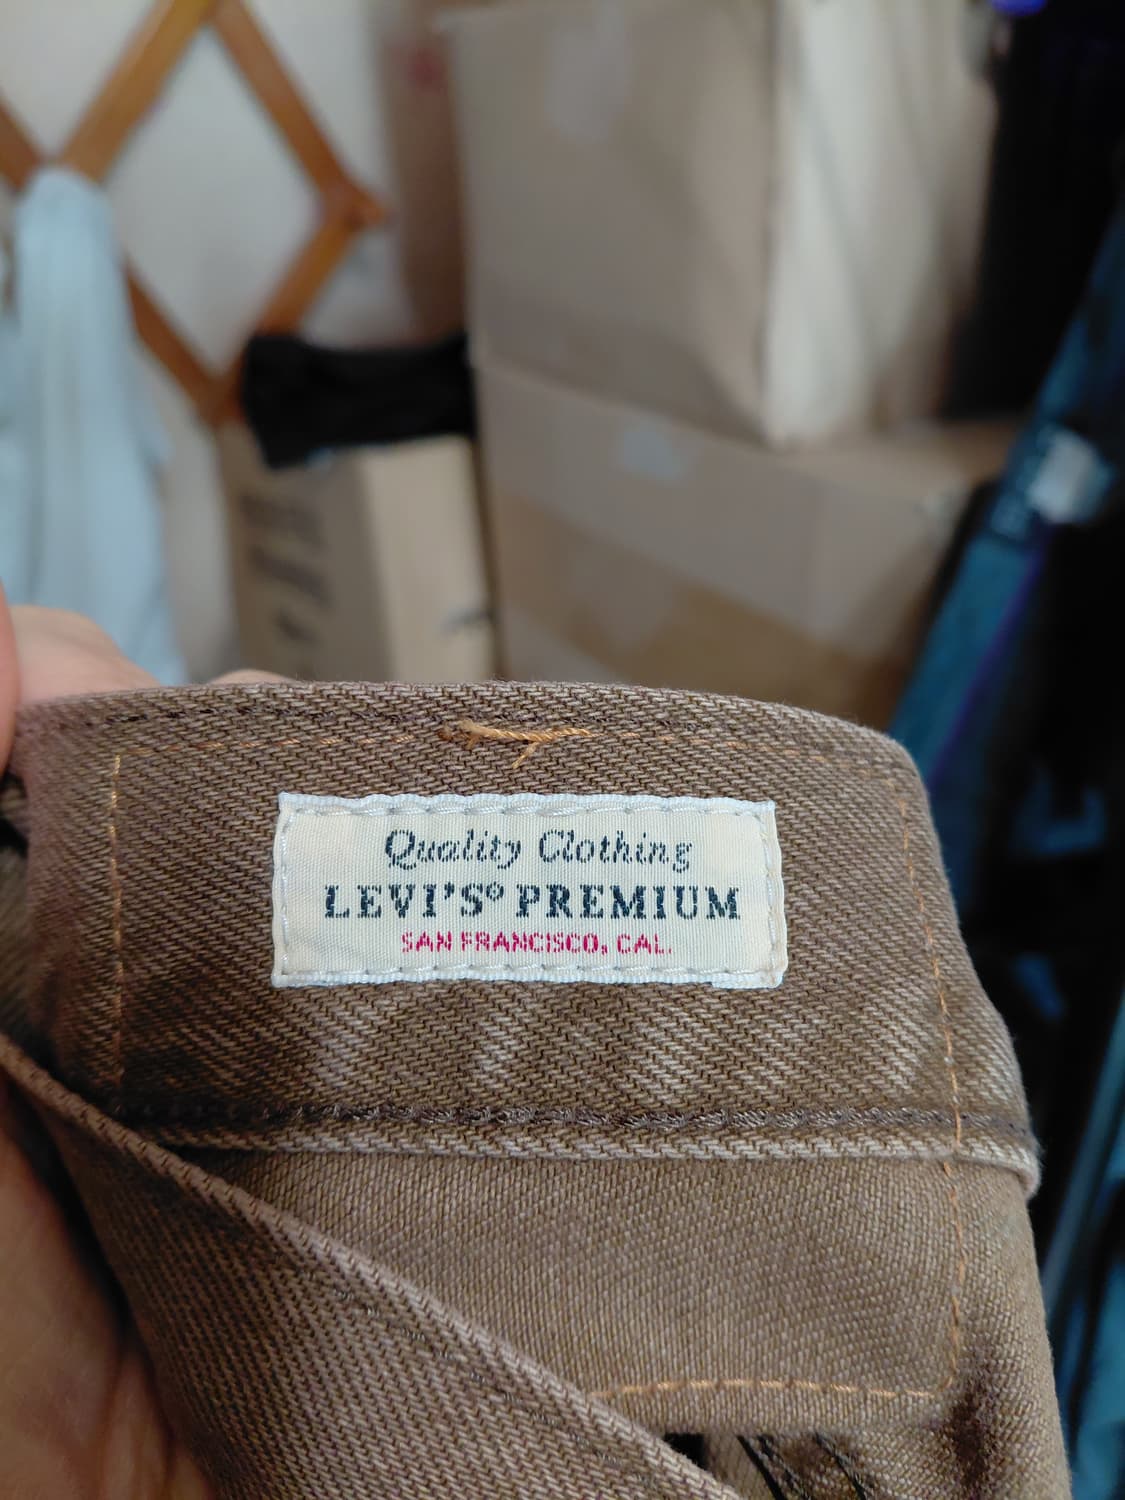 Quality Clothing
LEVI'S® PREMIUM
SAN FRANCISCO, CAL.